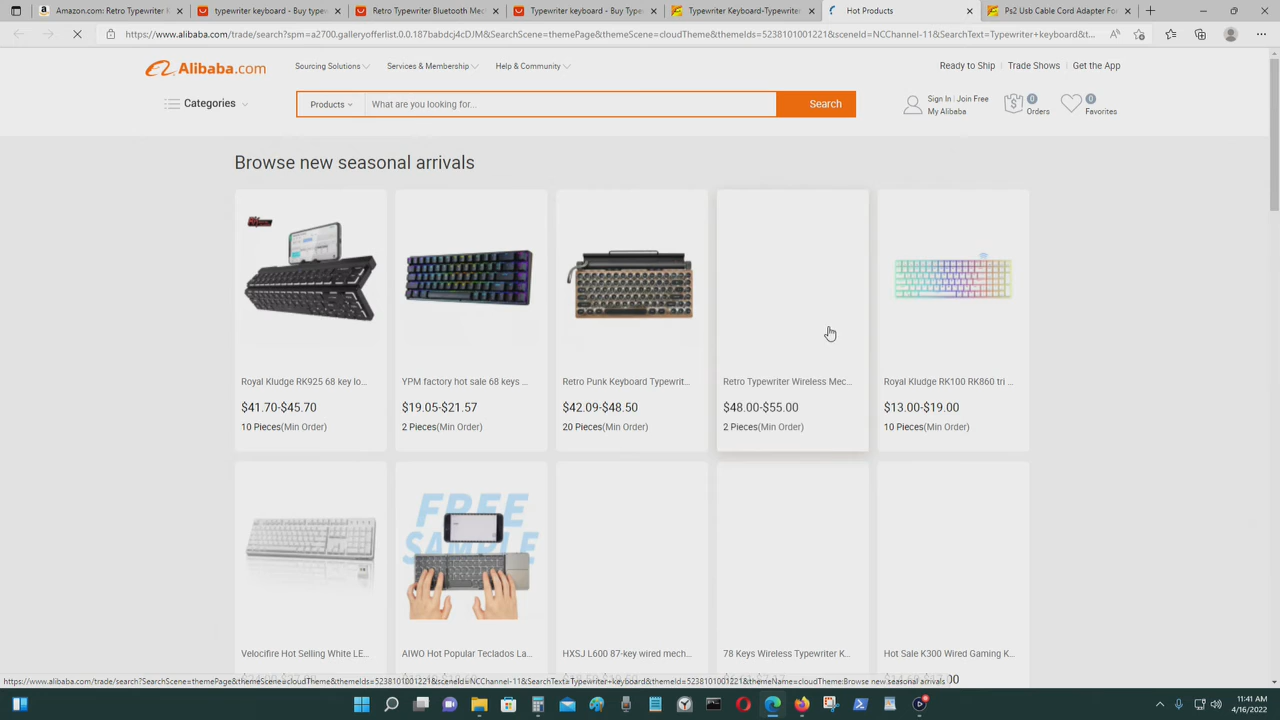 Amazon.com: Retro Typewriter K
typewriter keyboard - Buy typew
Retro Typewriter Bluetooth Mech
Typewriter keyboard - Buy Type
Typewriter Keyboard-Typewriter
Hot Products
Ps2 Usb Cable Cord Adapter For
https://www.alibaba.com/trade/search?spm=a2700.galleryofferlist.0.0.187babdcj4cDJM&SearchScene=themePage&themeScene=cloudTheme&themeIds=5238101001221&sceneId=NCChannel-11&SearchText=Typewriter+keyboard&t...
Alibaba.com
Sourcing Solutions
Services & Membership
Help & Community
Ready to Ship
Trade Shows
Get the App
Categories
Products
What are you looking for...
Search
Sign In | Join Free
My Alibaba
0
Orders
0
Favorites
Browse new seasonal arrivals
Royal Kludge RK925 68 key lo...
$41.70-$45.70
10 Pieces(Min Order)
YPM factory hot sale 68 keys ...
$19.05-$21.57
2 Pieces(Min Order)
Retro Punk Keyboard Typewrit...
$42.09-$48.50
20 Pieces(Min Order)
Retro Typewriter Wireless Mec...
$48.00-$55.00
2 Pieces(Min Order)
Royal Kludge RK100 RK860 tri ...
$13.00-$19.00
10 Pieces(Min Order)
FREE
SAMPLE
Velocifire Hot Selling White LE...
AIWO Hot Popular Teclados La...
HXSJ L600 87-key wired mech...
78 Keys Wireless Typewriter K...
Hot Sale K300 Wired Gaming K...
https://www.alibaba.com/trade/search?SearchScene=themePage&themeScene=cloudTheme&themeIds=5238101001221&sceneId=NCChannel-11&SearchText=Typewriter+keyboard&themeId=5238101001221&themeName=cloudTheme:Browse new seasonal arrivals
11:41 AM
4/16/2022